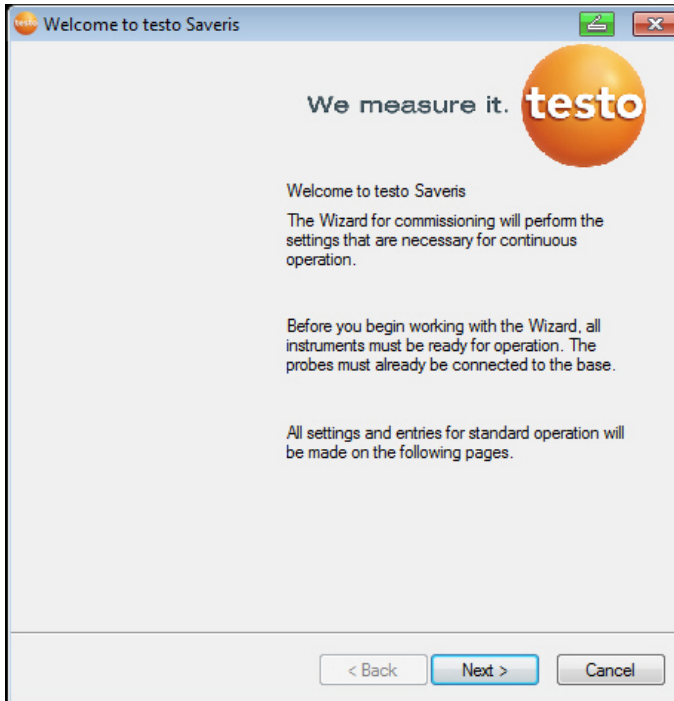 testo Welcome to testo Saveris
We measure it. testo
Welcome to testo Saveris
The Wizard for commissioning will perform the
settings that are necessary for continuous
operation.
Before you begin working with the Wizard, all
instruments must be ready for operation. The
probes must already be connected to the base.
All settings and entries for standard operation will
be made on the following pages.
< Back Next > Cancel